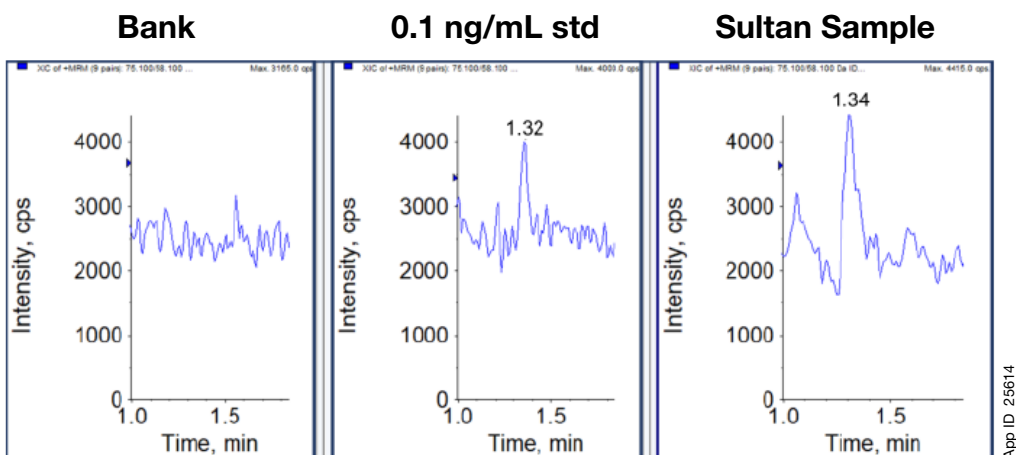 Bank
0.1 ng/mL std
Sultan Sample
XIC of +MRM (9 pairs): 75.100/58.100 ...
Max. 3165.0 cps
4000
3000
2000
1000
0
1.0
1.5
Intensity, cps
Time, min
XIC of +MRM (9 pairs): 75.100/58.100 ...
Max. 4003.0 cps
1.32
4000
3000
2000
1000
0
1.0
1.5
Intensity, cps
Time, min
XIC of +MRM (9 pairs): 75.100/58.100 Da ID...
Max. 4415.0 cps
1.34
4000
3000
2000
1000
0
1.0
1.5
Intensity, cps
Time, min
App ID 25614